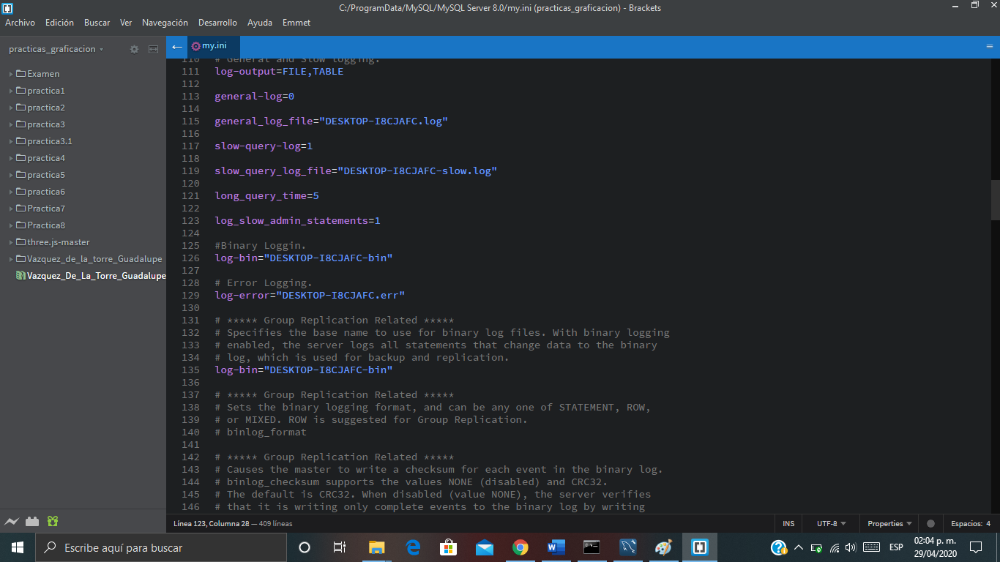 C:/ProgramData/MySQL/MySQL Server 8.0/my.ini (practicas_graficacion) - Brackets
Archivo Edición Buscar Ver Navegación Desarrollo Ayuda Emmet
practicas_graficacion
my.ini
Examen
practica1
practica2
practica3
practica3.1
practica4
practica5
practica6
Practica7
Practica8
three.js-master
Vazquez_de_la_torre_Guadalupe
Vazquez_De_La_Torre_Guadalupe
110 # General and Slow logging.
111 log-output=FILE,TABLE
112
113 general-log=0
114
115 general_log_file="DESKTOP-I8CJAFC.log"
116
117 slow-query-log=1
118
119 slow_query_log_file="DESKTOP-I8CJAFC-slow.log"
120
121 long_query_time=5
122
123 log_slow_admin_statements=1
124
125 #Binary Loggin.
126 log-bin="DESKTOP-I8CJAFC-bin"
127
128 # Error Logging.
129 log-error="DESKTOP-I8CJAFC.err"
130
131 # ***** Group Replication Related *****
132 # Specifies the base name to use for binary log files. With binary logging
133 # enabled, the server logs all statements that change data to the binary
134 # log, which is used for backup and replication.
135 log-bin="DESKTOP-I8CJAFC-bin"
136
137 # ***** Group Replication Related *****
138 # Sets the binary logging format, and can be any one of STATEMENT, ROW,
139 # or MIXED. ROW is suggested for Group Replication.
140 # binlog_format
141
142 # ***** Group Replication Related *****
143 # Causes the master to write a checksum for each event in the binary log.
144 # binlog_checksum supports the values NONE (disabled) and CRC32.
145 # The default is CRC32. When disabled (value NONE), the server verifies
146 # that it is writing only complete events to the binary log by writing
Línea 123, Columna 28 — 409 líneas
INS UTF-8 Properties Espacios: 4
Escribe aquí para buscar
ESP
02:04 p. m.
29/04/2020